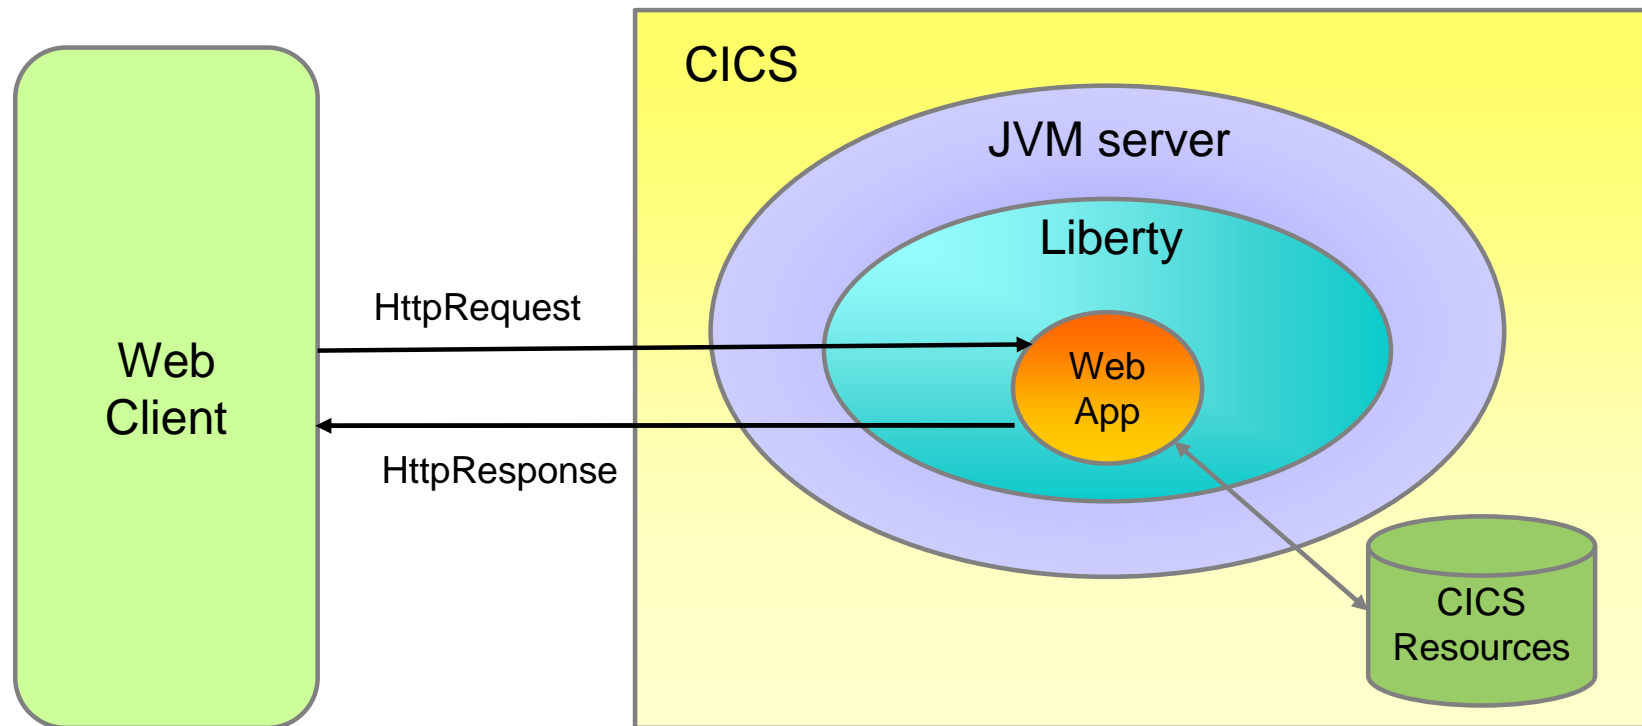 CICS
JVM server
Liberty
HttpRequest
Web
Client
Web
App
HttpResponse
CICS
Resources